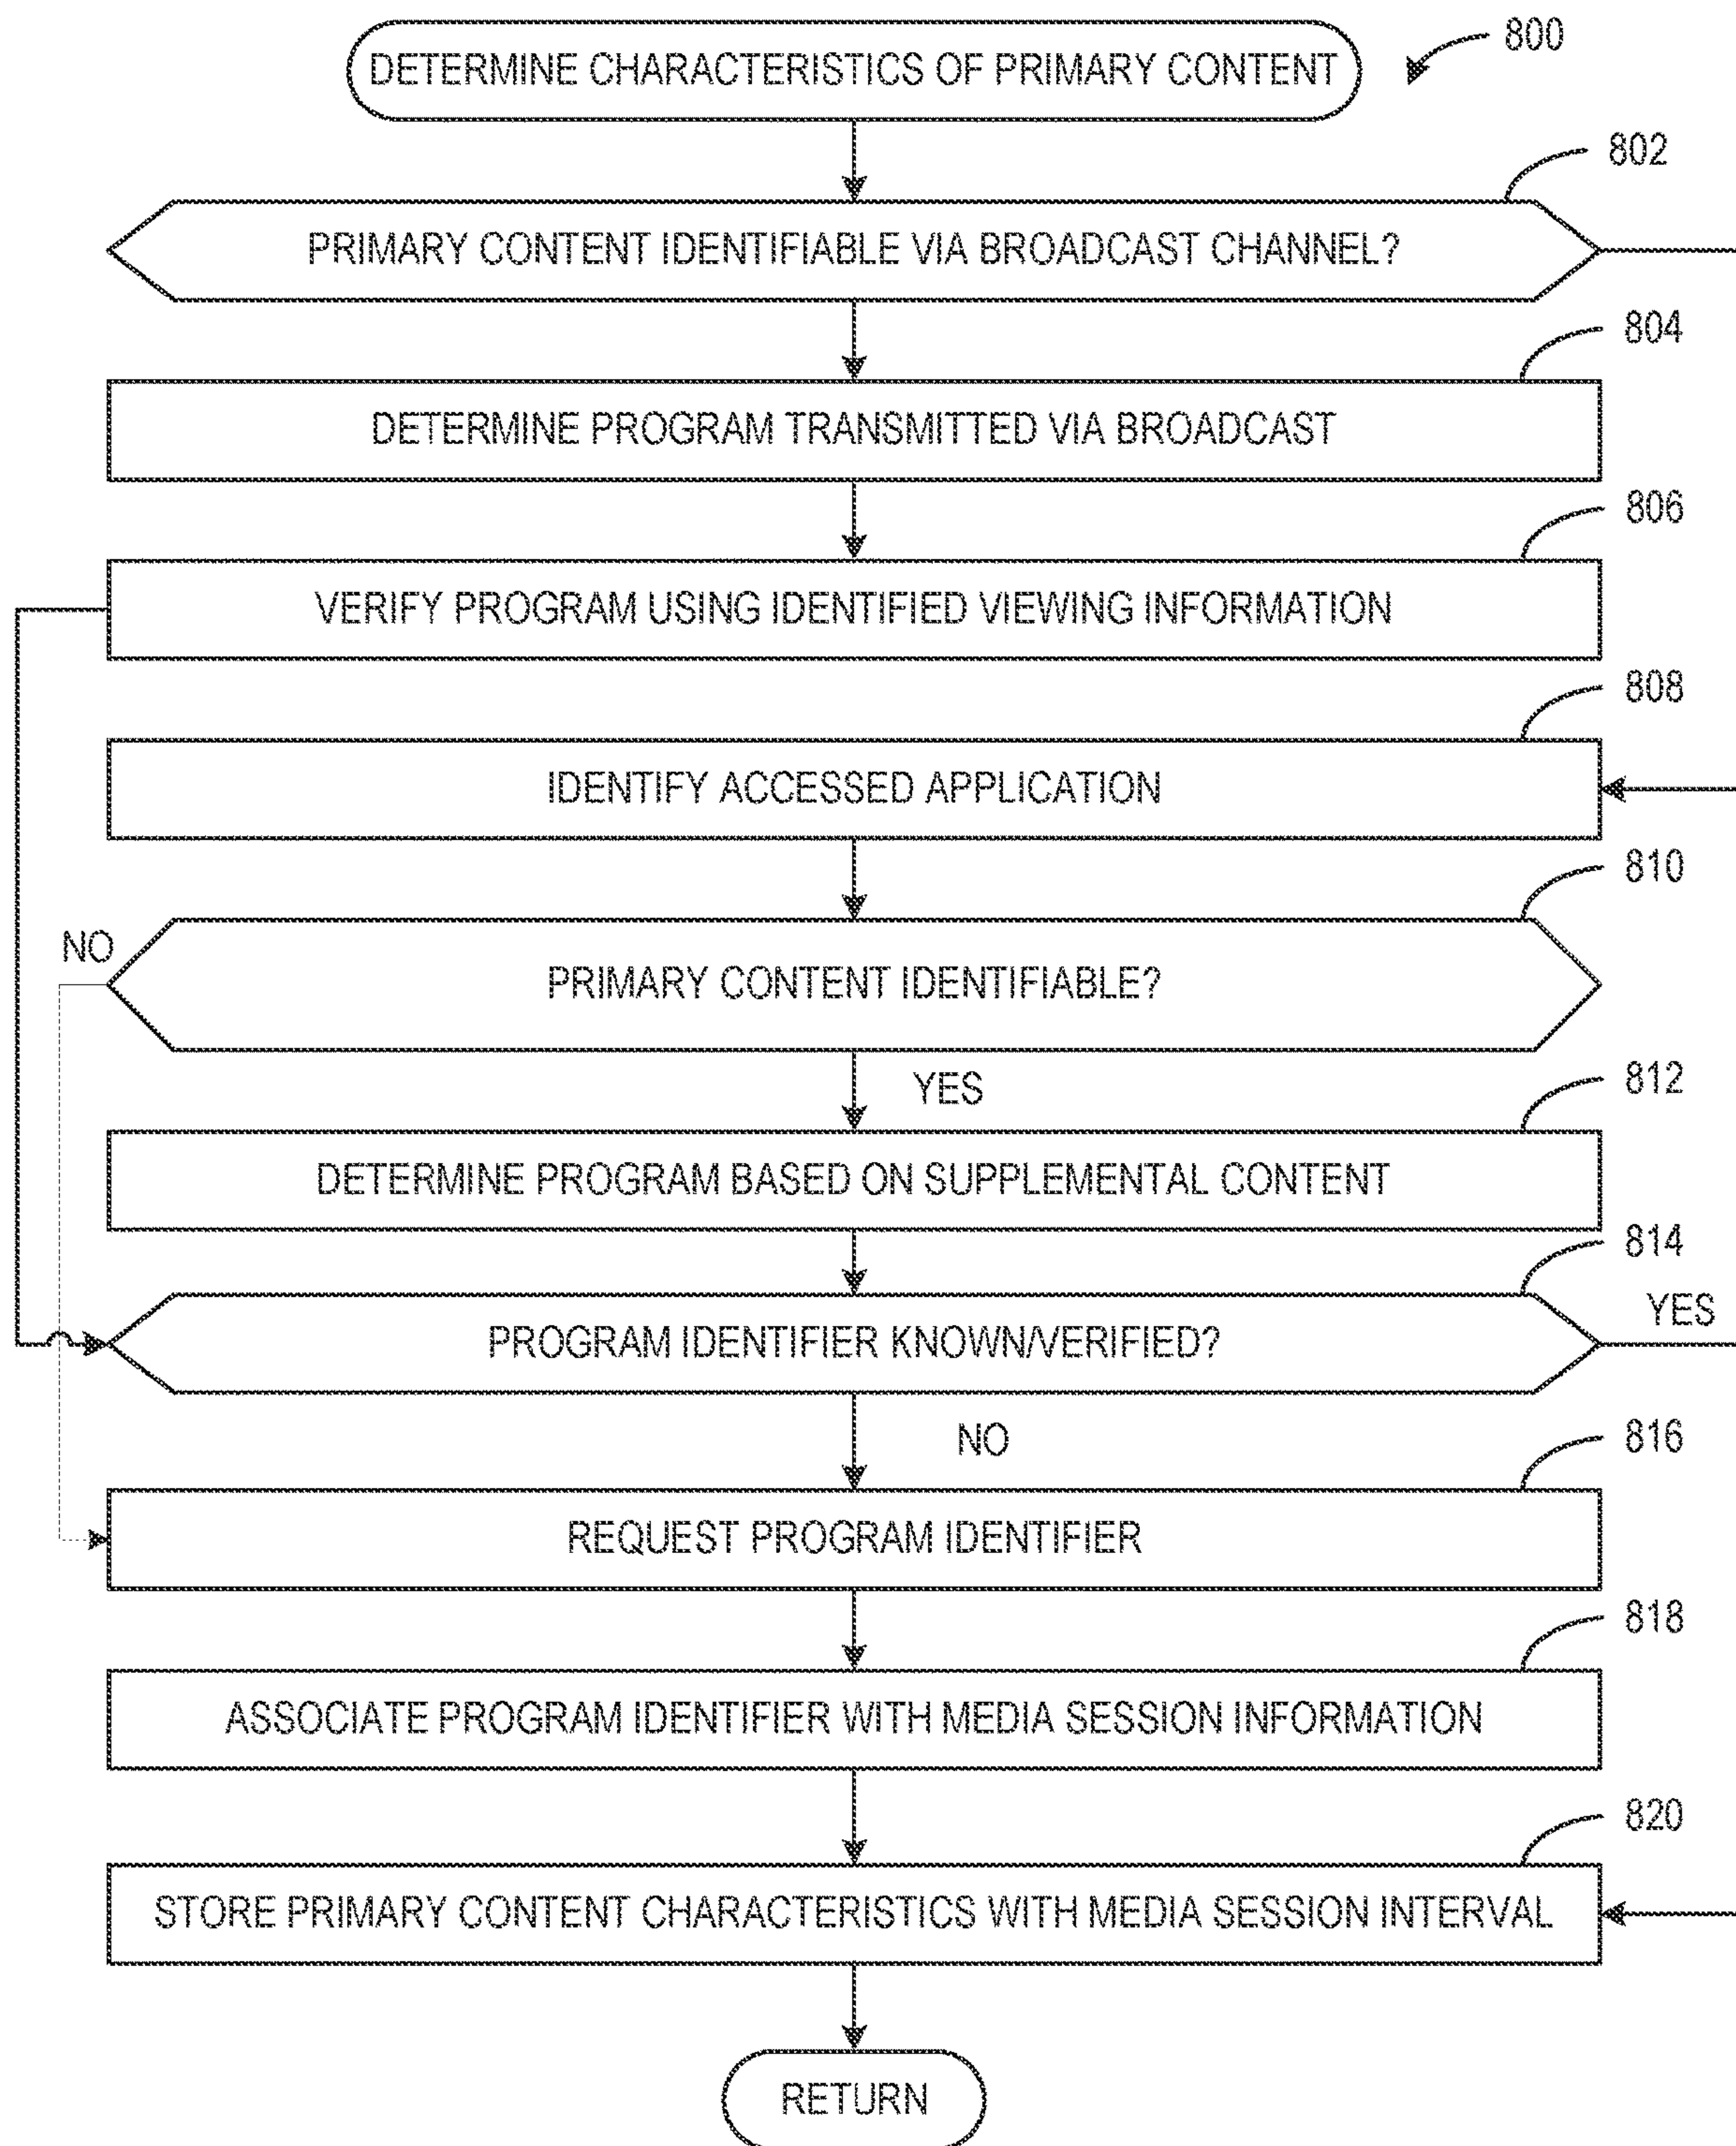 DETERMINE CHARACTERISTICS OF PRIMARY CONTENT
800
802
PRIMARY CONTENT IDENTIFIABLE VIA BROADCAST CHANNEL?
804
DETERMINE PROGRAM TRANSMITTED VIA BROADCAST
806
VERIFY PROGRAM USING IDENTIFIED VIEWING INFORMATION
808
IDENTIFY ACCESSED APPLICATION
810
NO
PRIMARY CONTENT IDENTIFIABLE?
YES
812
DETERMINE PROGRAM BASED ON SUPPLEMENTAL CONTENT
814
YES
PROGRAM IDENTIFIER KNOWN/VERIFIED?
NO
816
REQUEST PROGRAM IDENTIFIER
818
ASSOCIATE PROGRAM IDENTIFIER WITH MEDIA SESSION INFORMATION
820
STORE PRIMARY CONTENT CHARACTERISTICS WITH MEDIA SESSION INTERVAL
RETURN